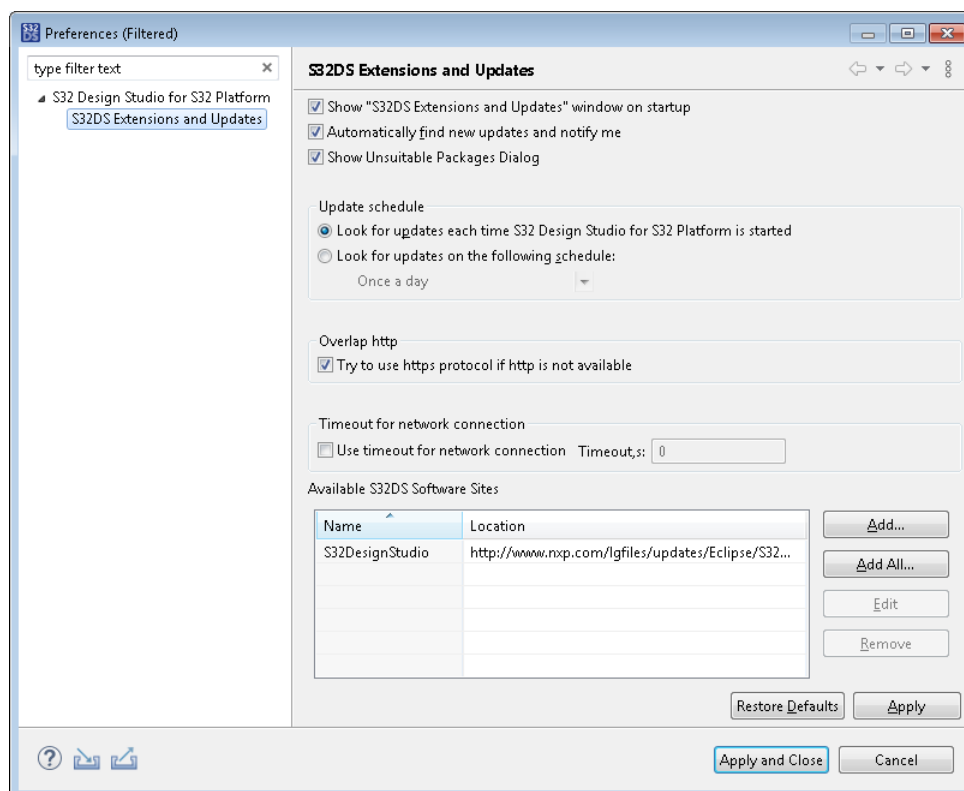 S32
DS
Preferences (Filtered)
type filter text
S32 Design Studio for S32 Platform
S32DS Extensions and Updates
S32DS Extensions and Updates
Show "S32DS Extensions and Updates" window on startup
Automatically find new updates and notify me
Show Unsuitable Packages Dialog
Update schedule
Look for updates each time S32 Design Studio for S32 Platform is started
Look for updates on the following schedule:
Once a day
Overlap http
Try to use https protocol if http is not available
Timeout for network connection
Use timeout for network connection Timeout,s: 0
Available S32DS Software Sites
Name Location
S32DesignStudio http://www.nxp.com/lgfiles/updates/Eclipse/S32...
Add...
Add All...
Edit
Remove
Restore Defaults Apply
Apply and Close Cancel